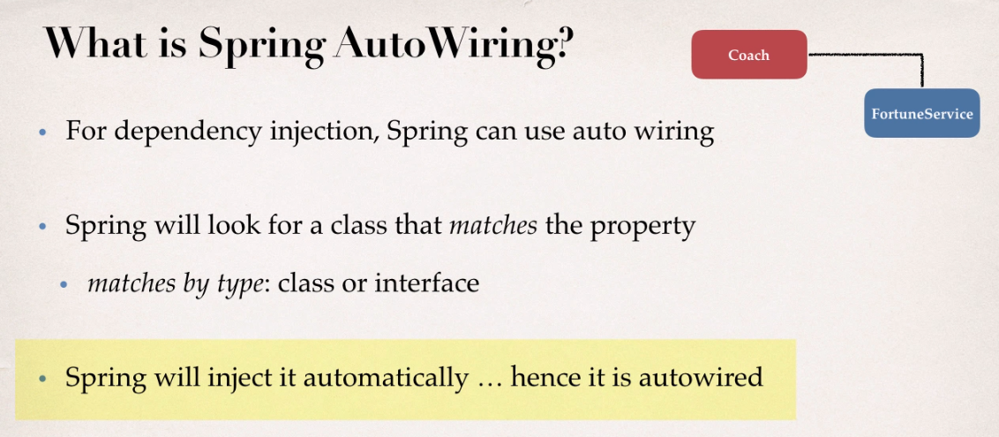 What is Spring AutoWiring?
Coach
FortuneService
• For dependency injection, Spring can use auto wiring
• Spring will look for a class that matches the property
• matches by type: class or interface
• Spring will inject it automatically … hence it is autowired